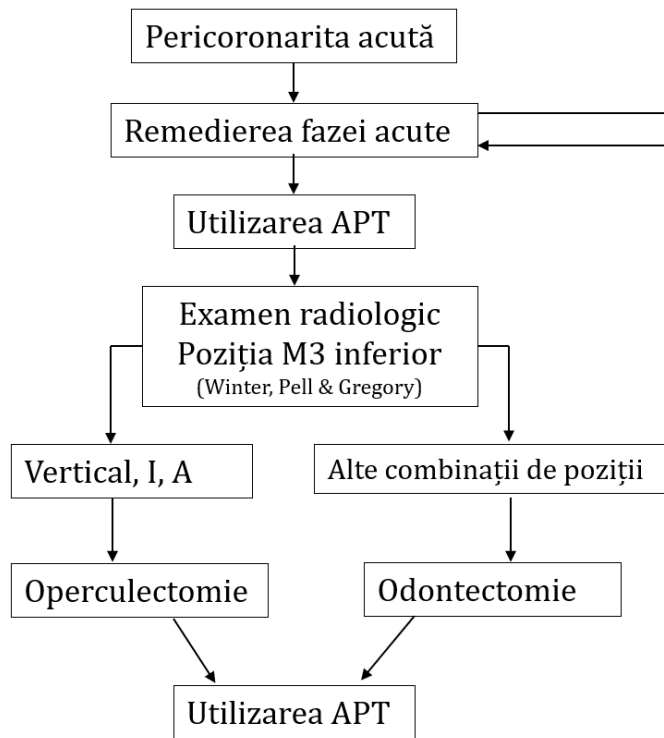 Pericoronarita acută
Remedierea fazei acute
Utilizarea APT
Examen radiologic
Poziția M3 inferior
(Winter, Pell & Gregory)
Vertical, I, A
Alte combinații de poziții
Operculectomie
Odontectomie
Utilizarea APT